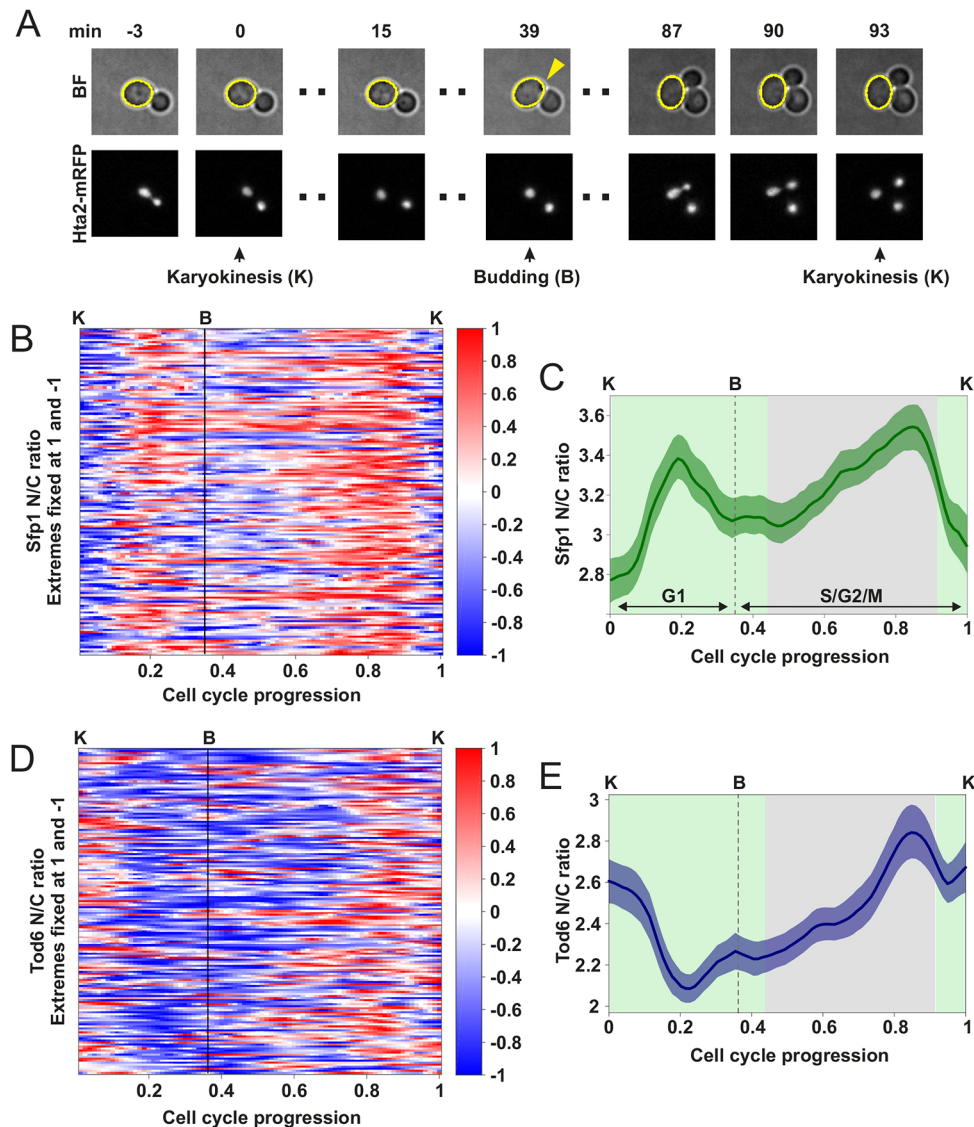 A
min -3 0 15 39 87 90 93
BF
Hta2-mRFP
Karyokinesis (K) Budding (B) Karyokinesis (K)
B
K B K
Sfp1 N/C ratio
Extremes fixed at 1 and -1
1
0.8
0.6
0.4
0.2
0
-0.2
-0.4
-0.6
-0.8
-1
0.2 0.4 0.6 0.8 1
Cell cycle progression
C
K B K
Sfp1 N/C ratio
3.6
3.4
3.2
3
2.8
G1 S/G2/M
0 0.2 0.4 0.6 0.8 1
Cell cycle progression
D
K B K
Tod6 N/C ratio
Extremes fixed at 1 and -1
1
0.8
0.6
0.4
0.2
0
-0.2
-0.4
-0.6
-0.8
-1
0.2 0.4 0.6 0.8 1
Cell cycle progression
E
K B K
Tod6 N/C ratio
3
2.8
2.6
2.4
2.2
2
0 0.2 0.4 0.6 0.8 1
Cell cycle progression